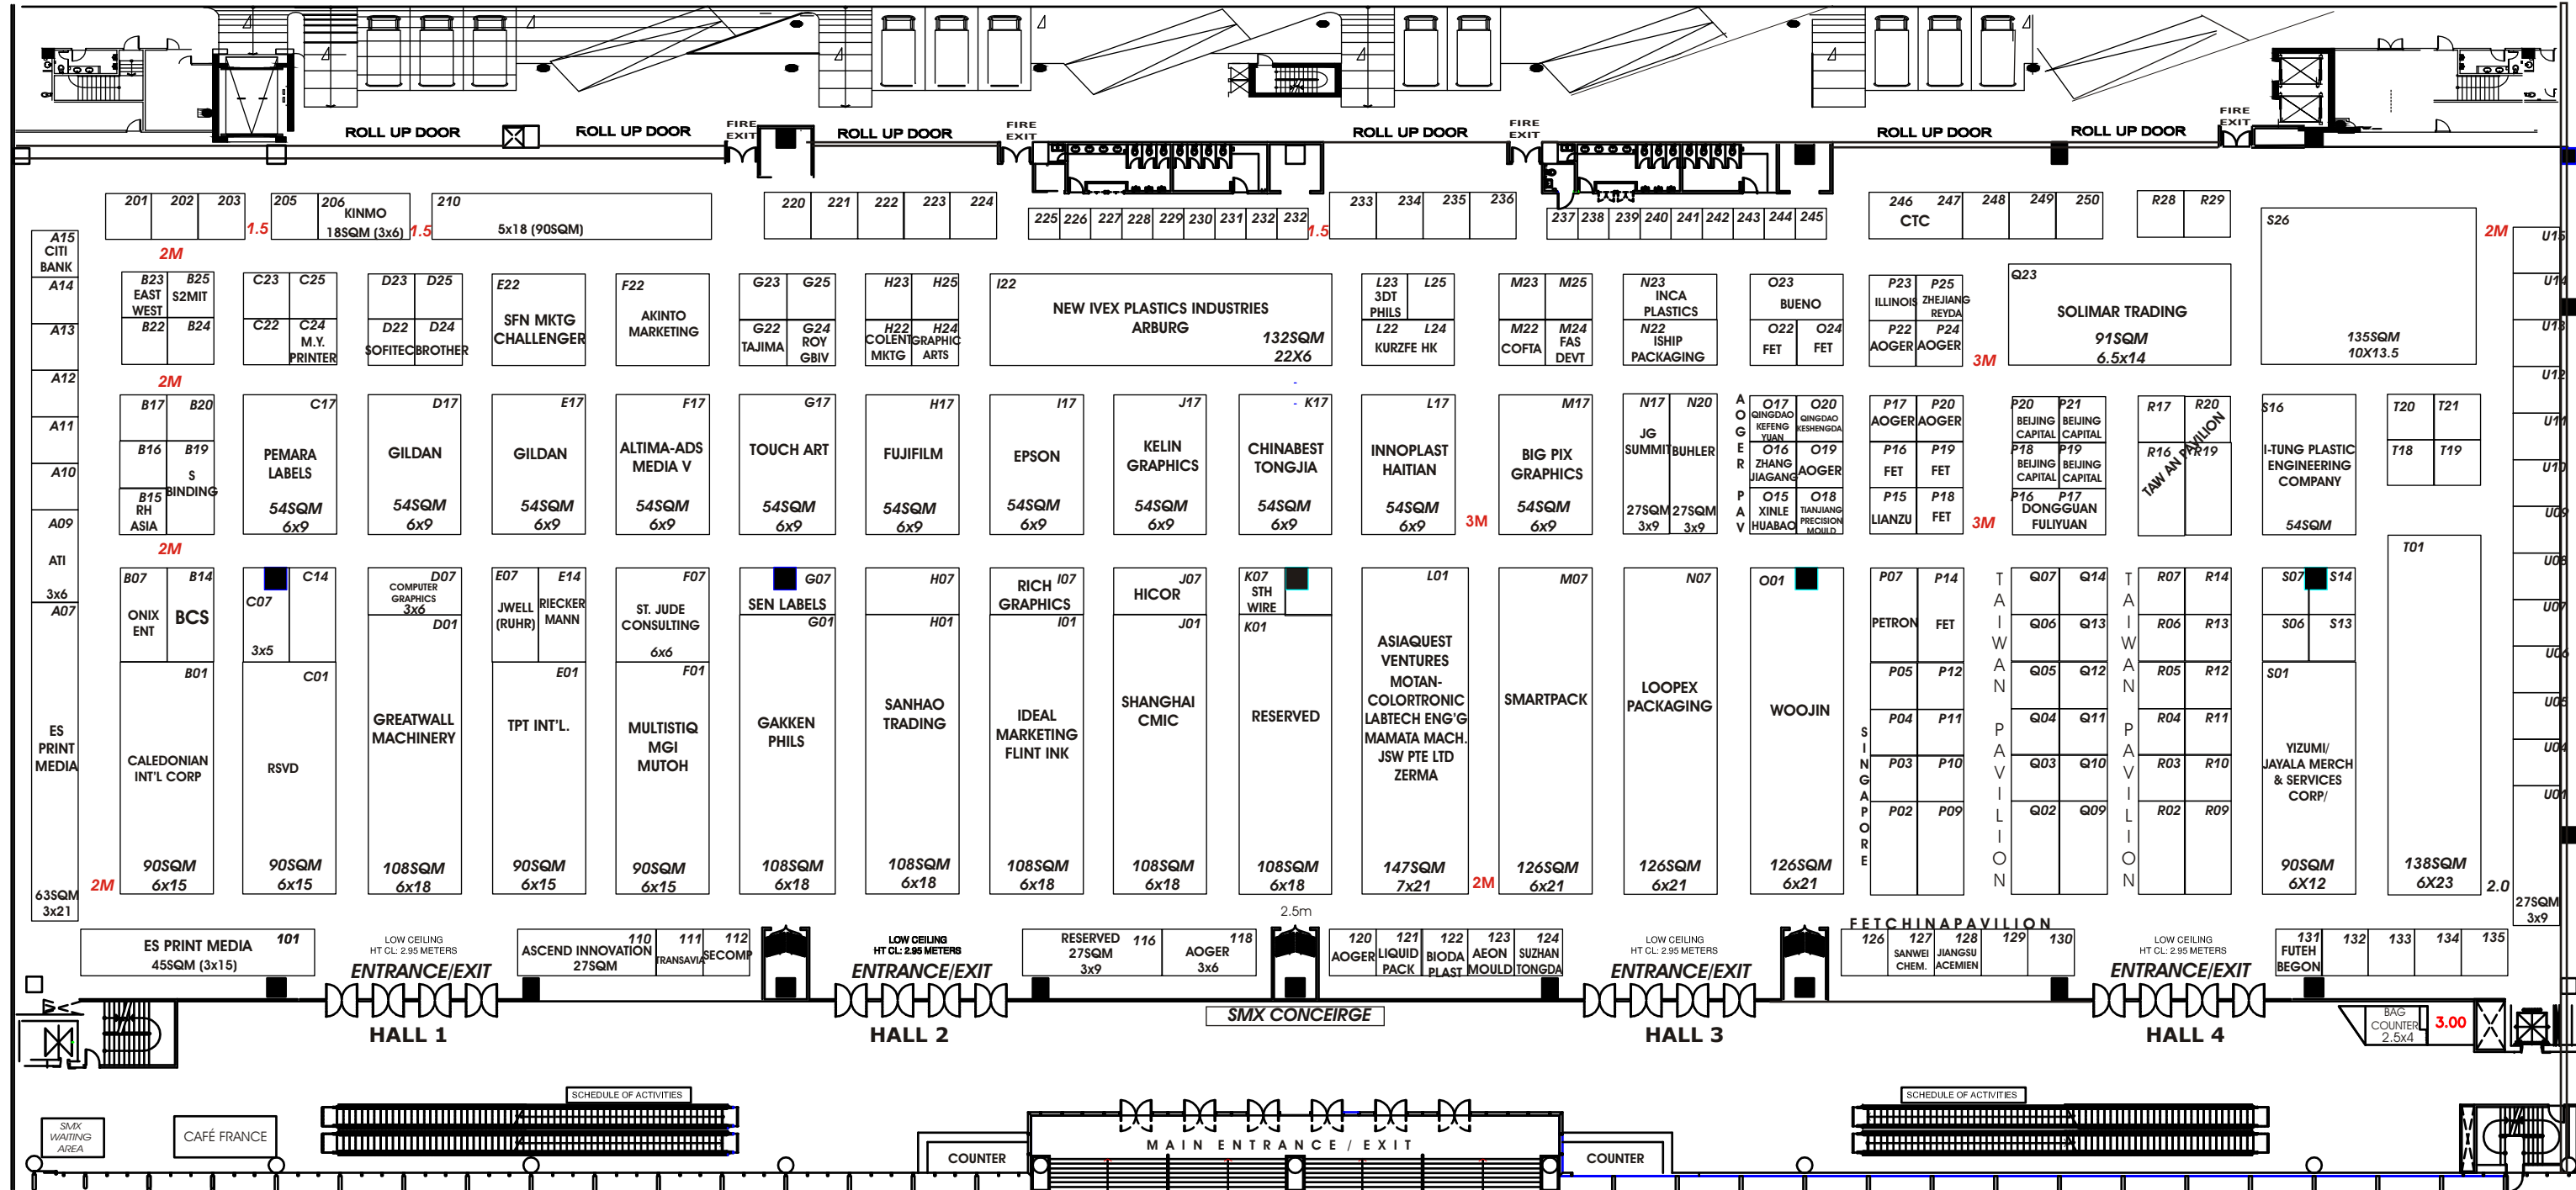 ROLL UP DOOR
ROLL UP DOOR
FIRE EXIT
ROLL UP DOOR
FIRE EXIT
ROLL UP DOOR
FIRE EXIT
ROLL UP DOOR
ROLL UP DOOR
FIRE EXIT
201 202 203
205 206
KINMO
18SQM (3x6)
1.5
1.5
210
5x18 (90SQM)
220 221 222 223 224
225 226 227 228 229 230 231 232 232
1.5
233 234 235 236
237 238 239 240 241 242 243 244 245
246 247 248 249 250
CTC
R28 R29
S26
135SQM
10X13.5
2M
2M
A15
CITI
BANK
A14
A13
A12
A11
A10
A09
ATI
3x6
A07
ES
PRINT
MEDIA
63SQM
3x21
B23
EAST
WEST
B25
S2MIT
B22 B24
C23 C25
C22 C24
M.Y.
PRINTER
D23 D25
D22
SOFITEC
D24
BROTHER
E22
SFN MKTG
CHALLENGER
F22
AKINTO
MARKETING
G23 G25
G22
TAJIMA
G24
ROY
GBIV
H23 H25
H22
COLENT
MKTG
H24
GRAPHIC
ARTS
I22
NEW IVEX PLASTICS INDUSTRIES
ARBURG
132SQM
22X6
L23
3DT
PHILS
L25
L22 L24
KURZFE HK
M23 M25
M22
COFTA
M24
FAS
DEVT
N23
INCA
PLASTICS
N22
ISHIP
PACKAGING
O23
BUENO
O22
FET
O24
FET
P23
ILLINOIS
P25
ZHEJIANG
REYDA
P22
AOGER
P24
AOGER
3M
Q23
SOLIMAR TRADING
91SQM
6.5x14
2M
B17 B20
B16 B19
S
BINDING
B15
RH
ASIA
C17
PEMARA
LABELS
54SQM
6x9
D17
GILDAN
54SQM
6x9
E17
GILDAN
54SQM
6x9
F17
ALTIMA-ADS
MEDIA V
54SQM
6x9
G17
TOUCH ART
54SQM
6x9
H17
FUJIFILM
54SQM
6x9
I17
EPSON
54SQM
6x9
J17
KELIN
GRAPHICS
54SQM
6x9
K17
CHINABEST
TONGJIA
54SQM
6x9
L17
INNOPLAST
HAITIAN
54SQM
6x9
3M
M17
BIG PIX
GRAPHICS
54SQM
6x9
N17
JG
SUMMIT
27SQM
3x9
N20
BUHLER
27SQM
3x9
AOGER PAV
O17
QINGDAO
KEFENG
YUAN
O20
QINGDAO
KESHENGDA
O16
ZHANG
JIAGANG
O19
AOGER
O15
XINLE
HUABAO
O18
TIANJIANG
PRECISION
MOULD
P17
AOGER
P20
AOGER
P16
FET
P19
FET
P15
LIANZU
P18
FET
3M
P20
BEIJING
CAPITAL
P21
BEIJING
CAPITAL
P18
BEIJING
CAPITAL
P19
BEIJING
CAPITAL
P16 P17
DONGGUAN
FULIYUAN
R17 R20
R16 R19
TAW AN PAVILION
S16
I-TUNG PLASTIC
ENGINEERING
COMPANY
54SQM
T20 T21
T18 T19
2M
B07
ONIX
ENT
B14
BCS
C07
3x5
C14
D07
COMPUTER
GRAPHICS
3x6
E07
JWELL
(RUHR)
E14
RIECKER
MANN
F07
ST. JUDE
CONSULTING
6x6
G07
SEN LABELS
H07
I07
RICH
GRAPHICS
J07
HICOR
K07
STH
WIRE
B01
CALEDONIAN
INT'L CORP
90SQM
6x15
2M
C01
RSVD
90SQM
6x15
D01
GREATWALL
MACHINERY
108SQM
6x18
E01
TPT INT'L.
90SQM
6x15
F01
MULTISTIQ
MGI
MUTOH
90SQM
6x15
G01
GAKKEN
PHILS
108SQM
6x18
H01
SANHAO
TRADING
108SQM
6x18
I01
IDEAL
MARKETING
FLINT INK
108SQM
6x18
J01
SHANGHAI
CMIC
108SQM
6x18
K01
RESERVED
108SQM
6x18
L01
ASIAQUEST
VENTURES
MOTAN-
COLORTRONIC
LABTECH ENG'G
MAMATA MACH.
JSW PTE LTD
ZERMA
147SQM
7x21
2M
M07
SMARTPACK
126SQM
6x21
N07
LOOPEX
PACKAGING
126SQM
6x21
O01
WOOJIN
126SQM
6x21
SINGAPORE
P07
PETRON
P14
FET
P05 P12
P04 P11
P03 P10
P02 P09
TAIWAN PAVILION
Q07 Q14
Q06 Q13
Q05 Q12
Q04 Q11
Q03 Q10
Q02 Q09
TAIWAN PAVILION
R07 R14
R06 R13
R05 R12
R04 R11
R03 R10
R02 R09
S07 S14
S06 S13
S01
YIZUMI/
JAYALA MERCH
& SERVICES
CORP/
90SQM
6X12
T01
138SQM
6X23
2.0
U15
U14
U13
U12
U11
U10
U09
U08
U07
U06
U05
U04
U01
27SQM
3x9
2.5m
FETCHINAPAVILION
101
ES PRINT MEDIA
45SQM (3x15)
LOW CEILING
HT CL: 2.95 METERS
ENTRANCE/EXIT
110
ASCEND INNOVATION
27SQM
111
TRANSAVIA
112
SECOMP
LOW CEILING
HT CL: 2.95 METERS
ENTRANCE/EXIT
RESERVED 116
27SQM
3x9
118
AOGER
3x6
120
AOGER
121
LIQUID
PACK
122
BIODA
PLAST
123
AEON
MOULD
124
SUZHAN
TONGDA
LOW CEILING
HT CL: 2.95 METERS
ENTRANCE/EXIT
126
127
SANWEI
CHEM.
128
JIANGSU
ACEMIEN
129 130
LOW CEILING
HT CL: 2.95 METERS
ENTRANCE/EXIT
131
FUTEH
BEGON
132 133 134 135
HALL 1
HALL 2
SMX CONCEIRGE
HALL 3
HALL 4
BAG
COUNTER
2.5x4
3.00
SMX
WAITING
AREA
CAFÉ FRANCE
SCHEDULE OF ACTIVITIES
COUNTER
MAIN ENTRANCE / EXIT
COUNTER
SCHEDULE OF ACTIVITIES